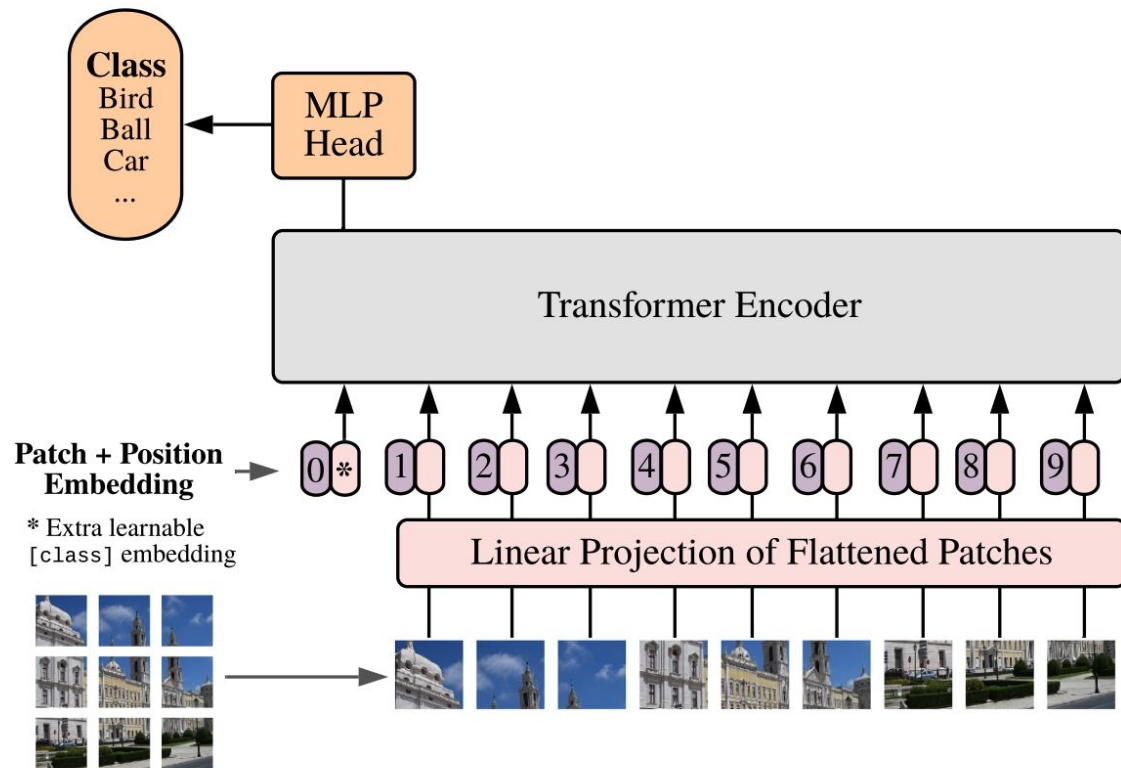 Class
Bird
Ball
Car
...
MLP
Head
Transformer Encoder
Patch + Position
Embedding
0 * 1 2 3 4 5 6 7 8 9
* Extra learnable
[class] embedding
Linear Projection of Flattened Patches